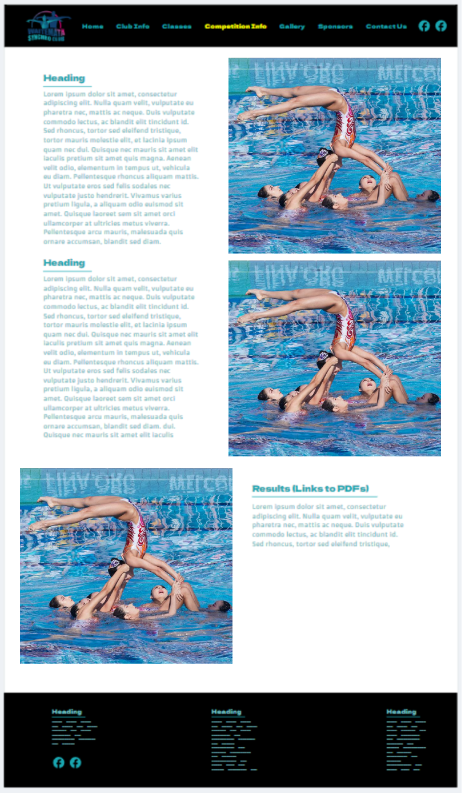 Home Club Info Classes Competition Info Gallery Sponsors Contact Us
Heading
Lorem ipsum dolor sit amet, consectetur
adipiscing elit. Nulla quam velit, vulputate eu
pharetra nec, mattis ac neque. Duis vulputate
commodo lectus, ac blandit elit tincidunt id.
Sed rhoncus, tortor sed eleifend tristique,
tortor mauris molestie elit, et lacinia ipsum
quam nec dui. Quisque nec mauris sit amet elit
iaculis pretium sit amet quis magna. Aenean
velit odio, elementum in tempus ut, vehicula
eu diam. Pellentesque rhoncus aliquam mattis.
Ut vulputate eros sed felis sodales nec
vulputate justo hendrerit. Vivamus varius
pretium ligula, a aliquam odio euismod sit
amet. Quisque laoreet sem sit amet orci
ullamcorper at ultricies metus viverra.
Pellentesque arcu mauris, malesuada quis
ornare accumsan, blandit sed diam.
Heading
Lorem ipsum dolor sit amet, consectetur
adipiscing elit. Nulla quam velit, vulputate eu
pharetra nec, mattis ac neque. Duis vulputate
commodo lectus, ac blandit elit tincidunt id.
Sed rhoncus, tortor sed eleifend tristique,
tortor mauris molestie elit, et lacinia ipsum
quam nec dui. Quisque nec mauris sit amet elit
iaculis pretium sit amet quis magna. Aenean
velit odio, elementum in tempus ut, vehicula
eu diam. Pellentesque rhoncus aliquam mattis.
Ut vulputate eros sed felis sodales nec
vulputate justo hendrerit. Vivamus varius
pretium ligula, a aliquam odio euismod sit
amet. Quisque laoreet sem sit amet orci
ullamcorper at ultricies metus viverra.
Pellentesque arcu mauris, malesuada quis
ornare accumsan, blandit sed diam. dui.
Quisque nec mauris sit amet elit iaculis
Results (Links to PDFs)
Lorem ipsum dolor sit amet, consectetur
adipiscing elit. Nulla quam velit, vulputate eu
pharetra nec, mattis ac neque. Duis vulputate
commodo lectus, ac blandit elit tincidunt id.
Sed rhoncus, tortor sed eleifend tristique,
Heading
Heading
Heading